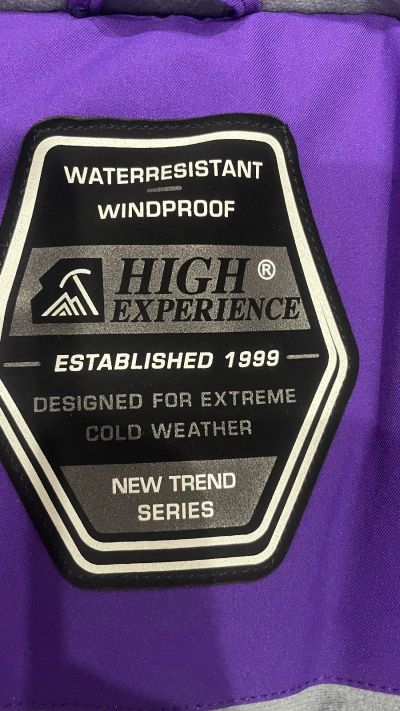 WATERRESISTANT
WINDPROOF
HIGH ®
EXPERIENCE
ESTABLISHED 1999
DESIGNED FOR EXTREME
COLD WEATHER
NEW TREND
SERIES